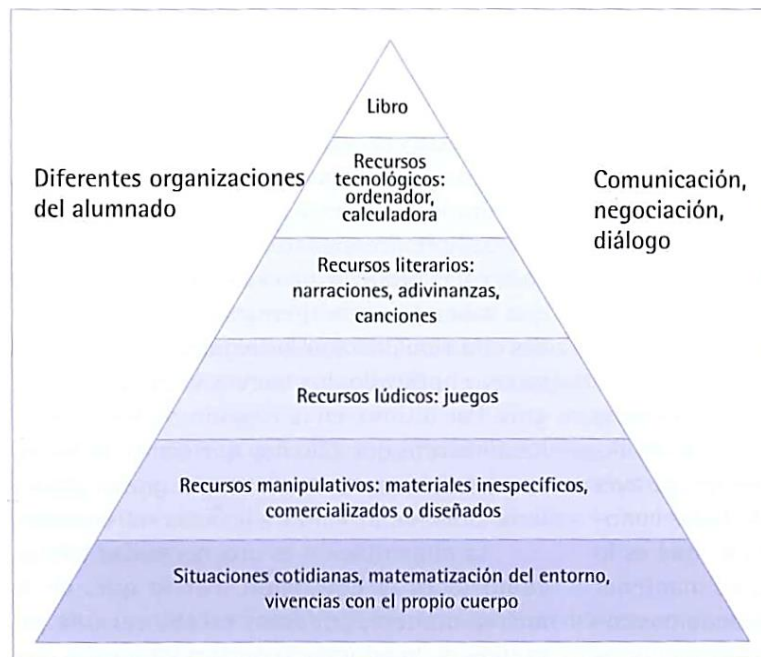 Libro
Recursos
tecnológicos:
ordenador,
calculadora
Diferentes organizaciones
del alumnado
Comunicación,
negociación,
diálogo
Recursos literarios:
narraciones, adivinanzas,
canciones
Recursos lúdicos: juegos
Recursos manipulativos: materiales inespecíficos,
comercializados o diseñados
Situaciones cotidianas, matematización del entorno,
vivencias con el propio cuerpo